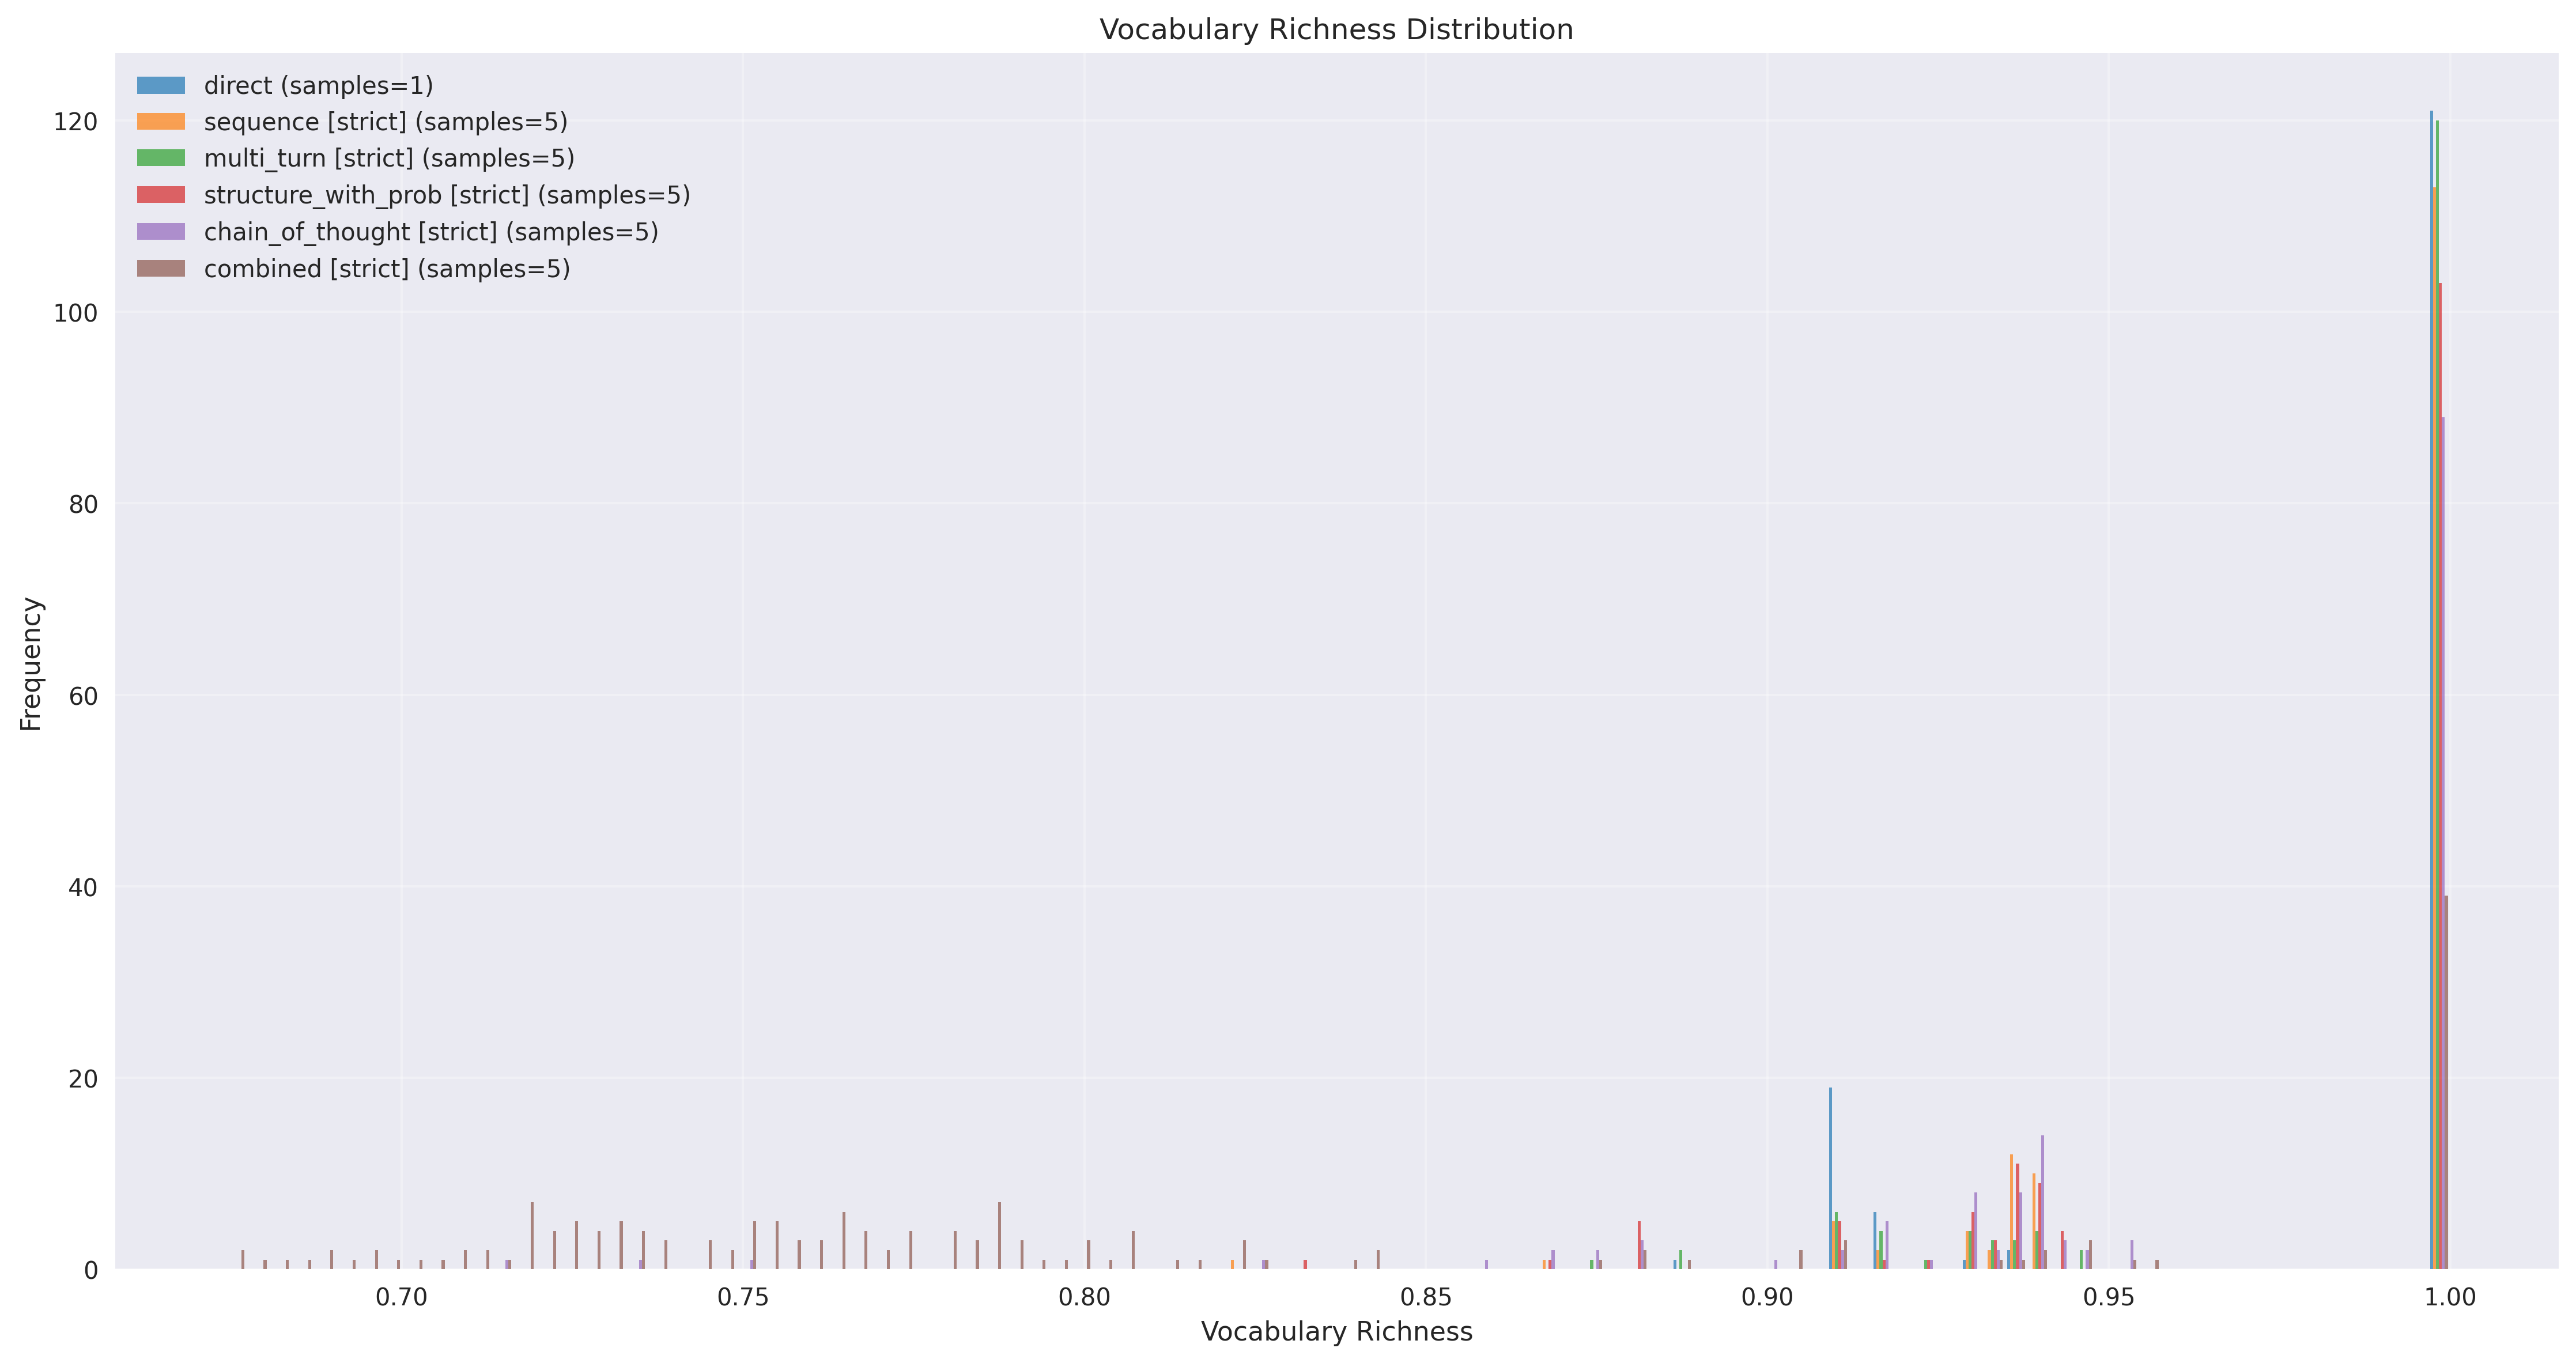 Vocabulary Richness Distribution
direct (samples=1)
sequence [strict] (samples=5)
multi_turn [strict] (samples=5)
structure_with_prob [strict] (samples=5)
chain_of_thought [strict] (samples=5)
combined [strict] (samples=5)
120
100
80
60
40
20
0
Frequency
0.70 0.75 0.80 0.85 0.90 0.95 1.00
Vocabulary Richness